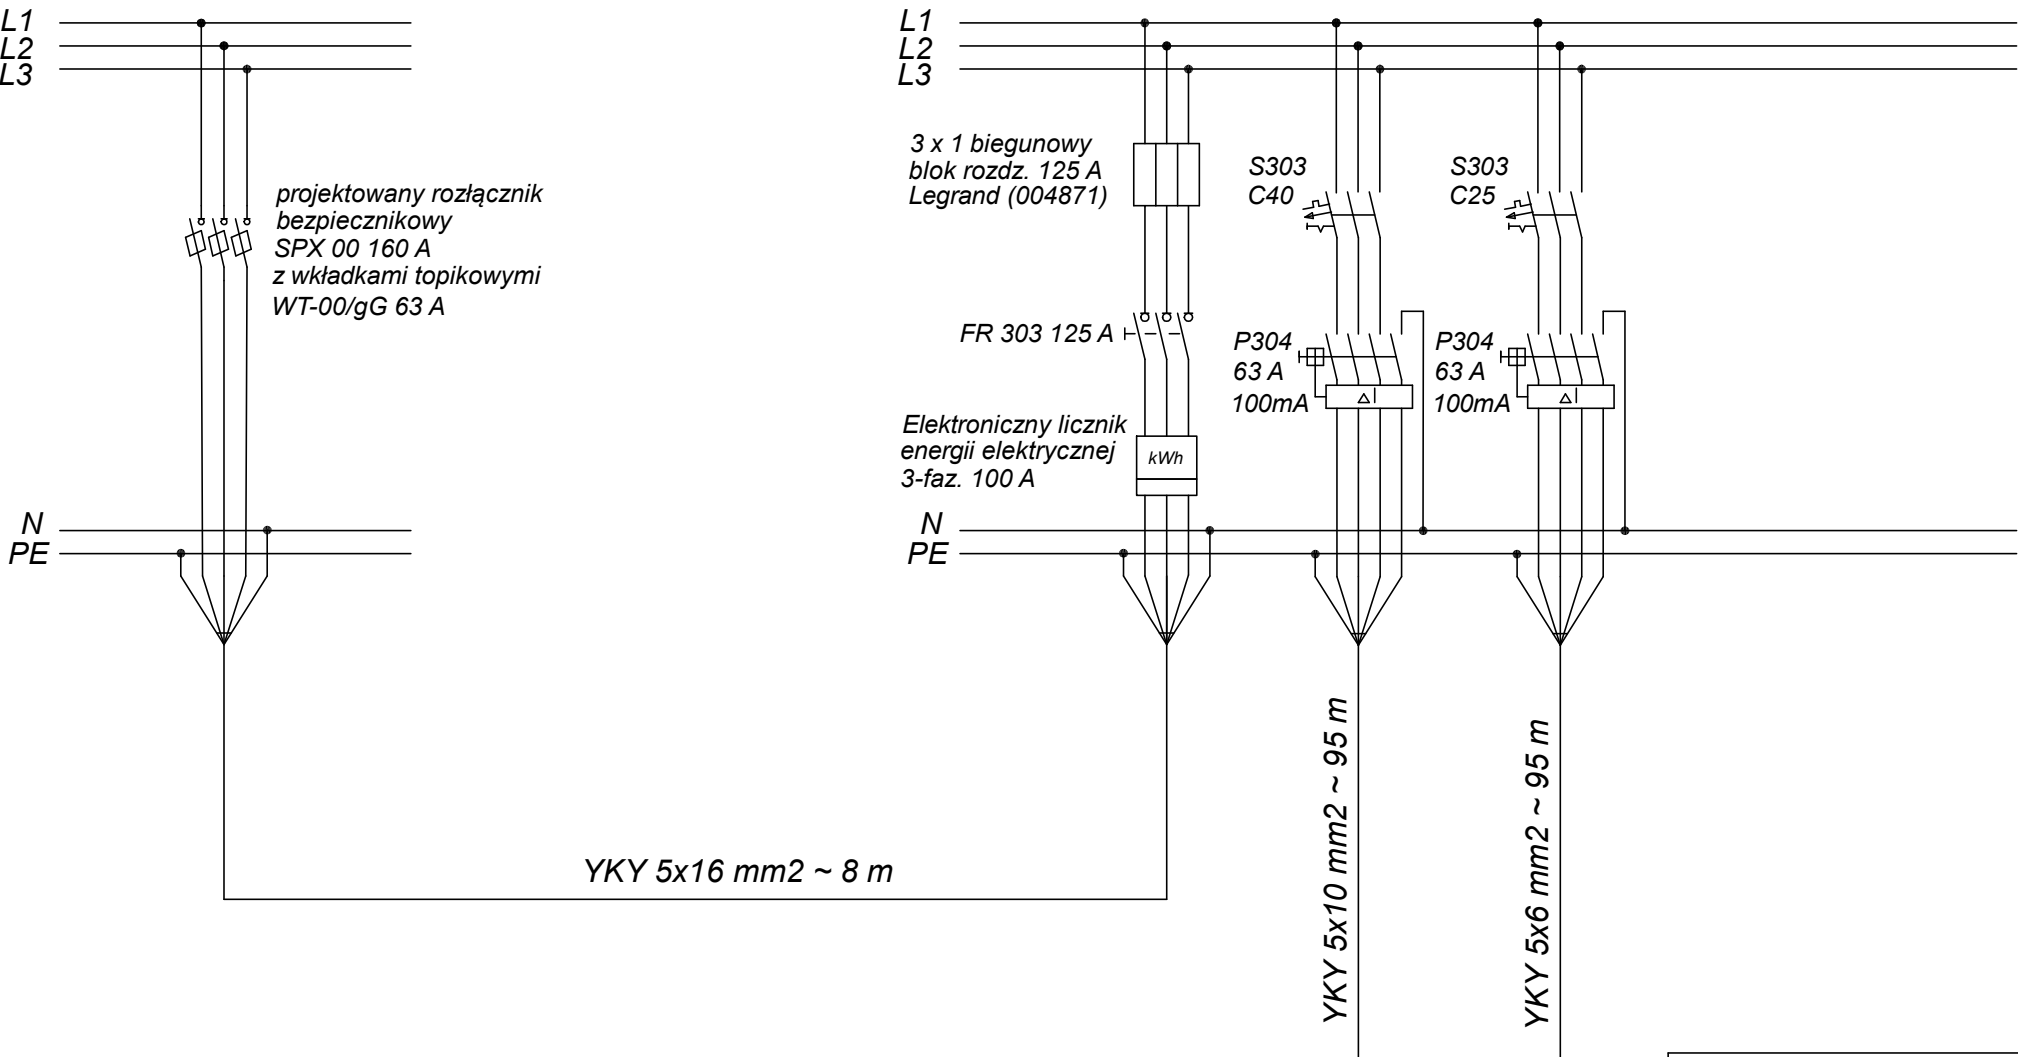 L1
L2
L3
projektowany rozłącznik
bezpiecznikowy
SPX 00 160 A
z wkładkami topikowymi
WT-00/gG 63 A
N
PE
YKY 5x16 mm2 ~ 8 m
L1
L2
L3
3 x 1 biegunowy
blok rozdz. 125 A
Legrand (004871)
FR 303 125 A
Elektroniczny licznik
energii elektrycznej
3-faz. 100 A
kWh
N
PE
S303
C40
P304
63 A
100mA
△I
YKY 5x10 mm2 ~ 95 m
S303
C25
P304
63 A
100mA
△I
YKY 5x6 mm2 ~ 95 m